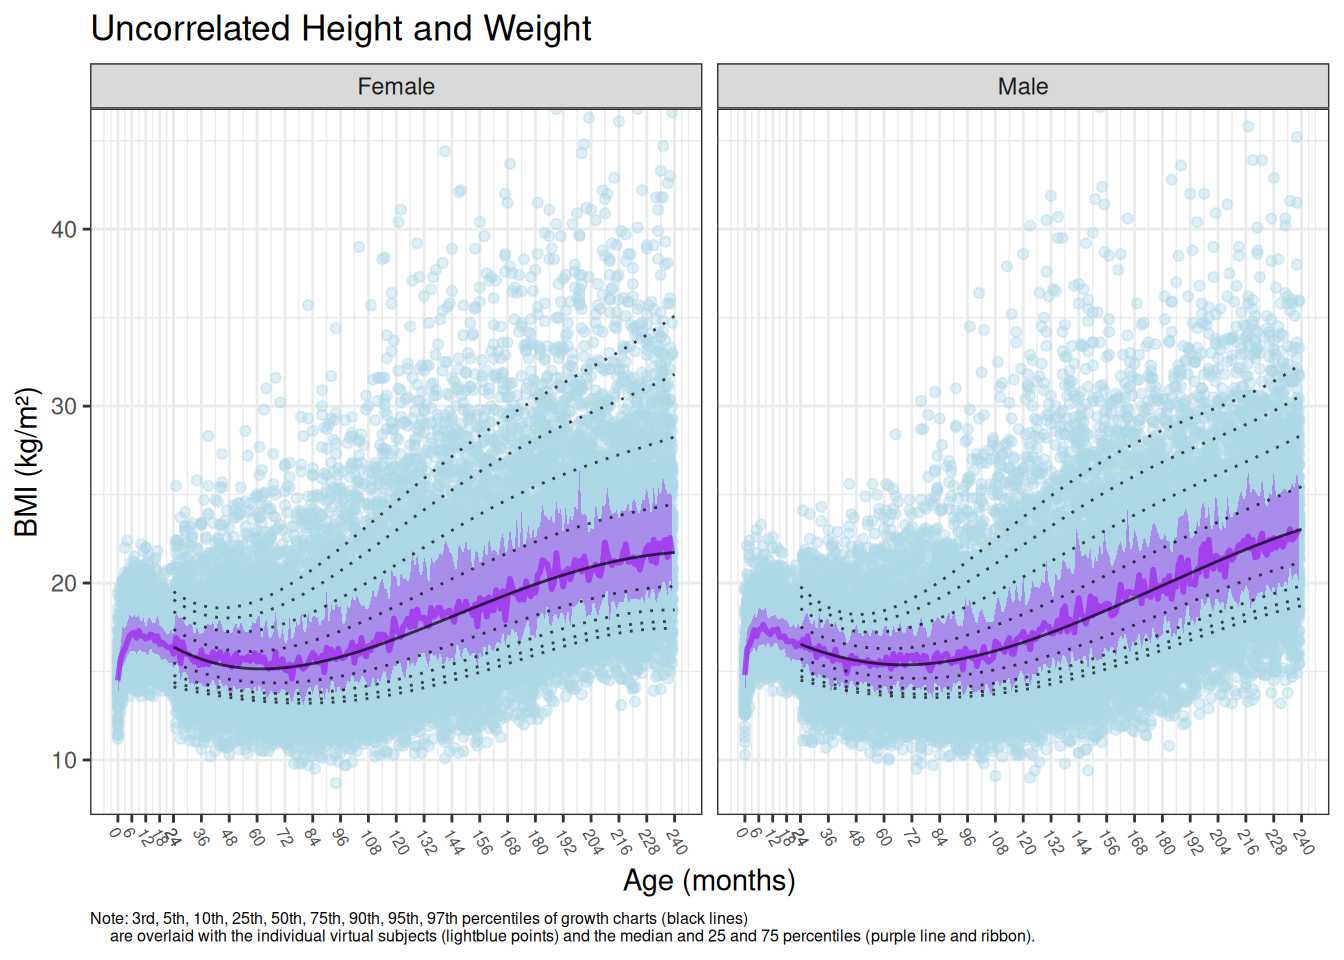 Uncorrelated Height and Weight
Female
Male
BMI (kg/m²)
40
30
20
10
0 6 12 18 24 36 48 60 72 84 96 108 120 132 144 156 168 180 192 204 216 228 240
0 6 12 18 24 36 48 60 72 84 96 108 120 132 144 156 168 180 192 204 216 228 240
Age (months)
Note: 3rd, 5th, 10th, 25th, 50th, 75th, 90th, 95th, 97th percentiles of growth charts (black lines)
are overlaid with the individual virtual subjects (lightblue points) and the median and 25 and 75 percentiles (purple line and ribbon).